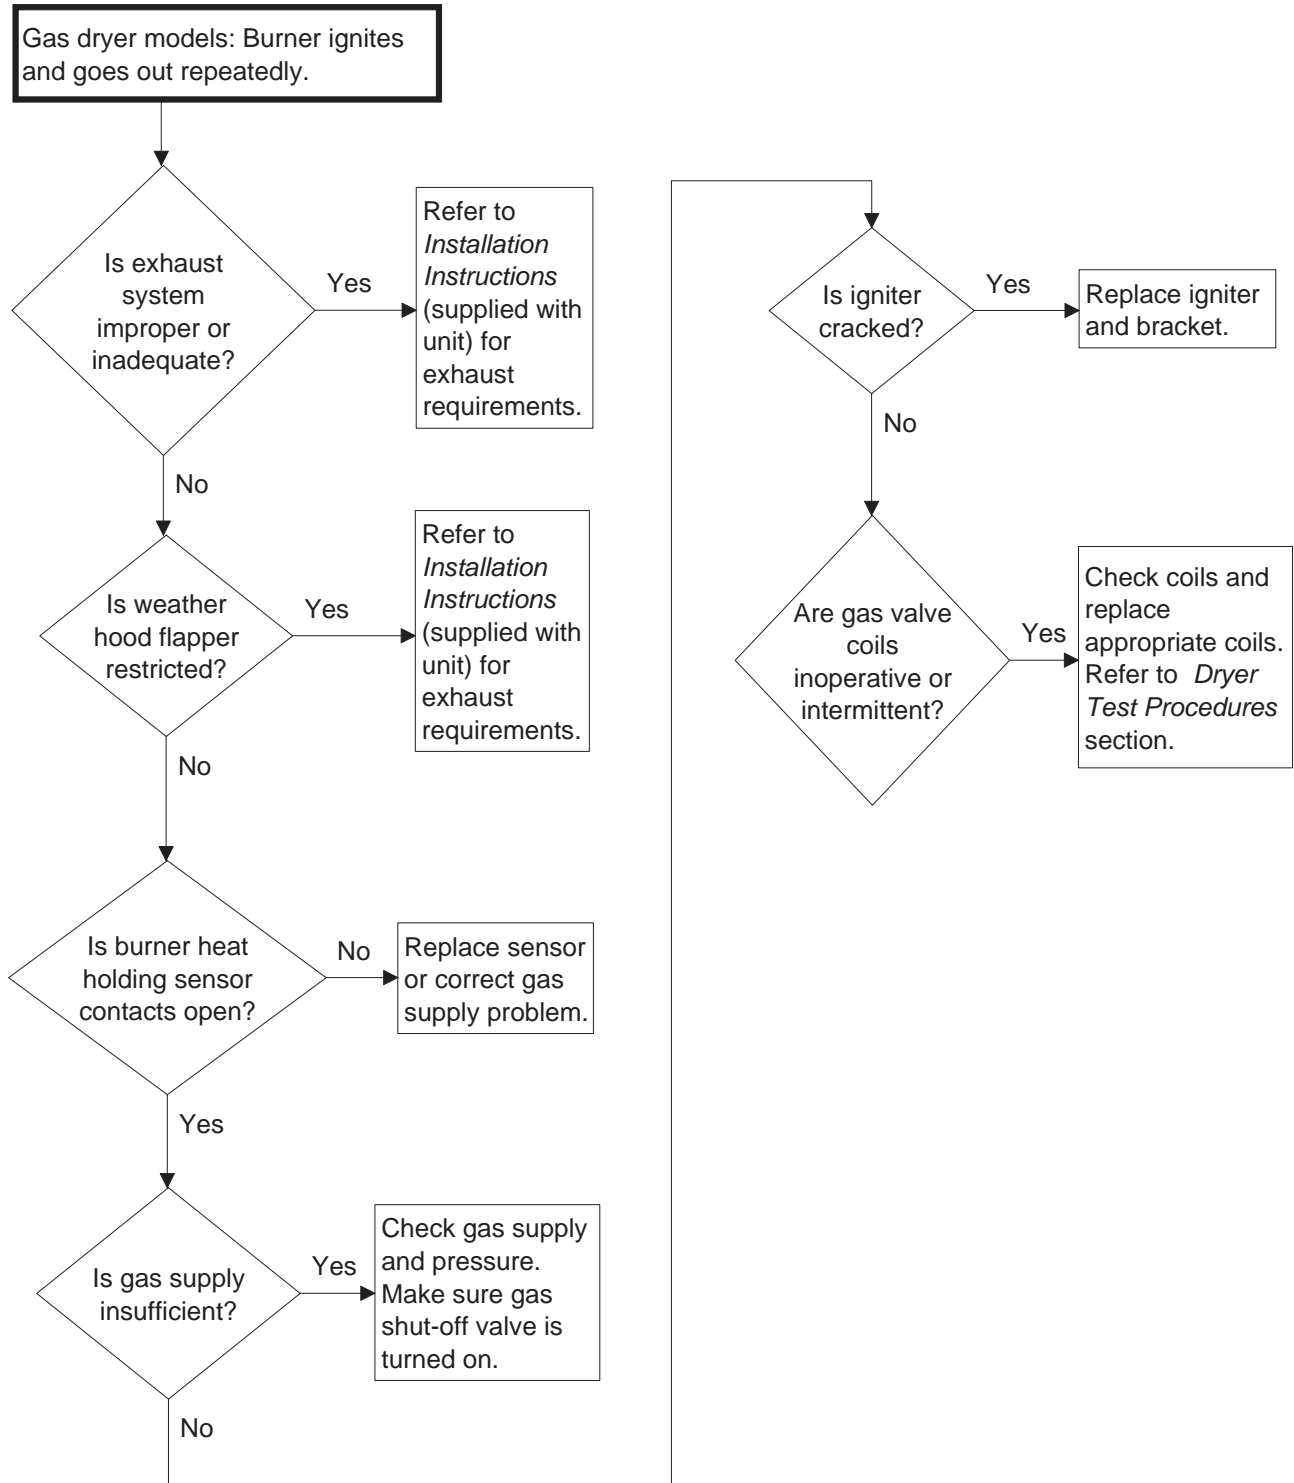 Gas dryer models: Burner ignites
and goes out repeatedly.
Is exhaust
system
improper or
inadequate?
Yes
Refer to
Installation
Instructions
(supplied with
unit) for
exhaust
requirements.
No
Is weather
hood flapper
restricted?
Yes
Refer to
Installation
Instructions
(supplied with
unit) for
exhaust
requirements.
No
Is burner heat
holding sensor
contacts open?
No
Replace sensor
or correct gas
supply problem.
Yes
Is gas supply
insufficient?
Yes
Check gas supply
and pressure.
Make sure gas
shut-off valve is
turned on.
No
Is igniter
cracked?
Yes
Replace igniter
and bracket.
No
Are gas valve
coils
inoperative or
intermittent?
Yes
Check coils and
replace
appropriate coils.
Refer to Dryer
Test Procedures
section.